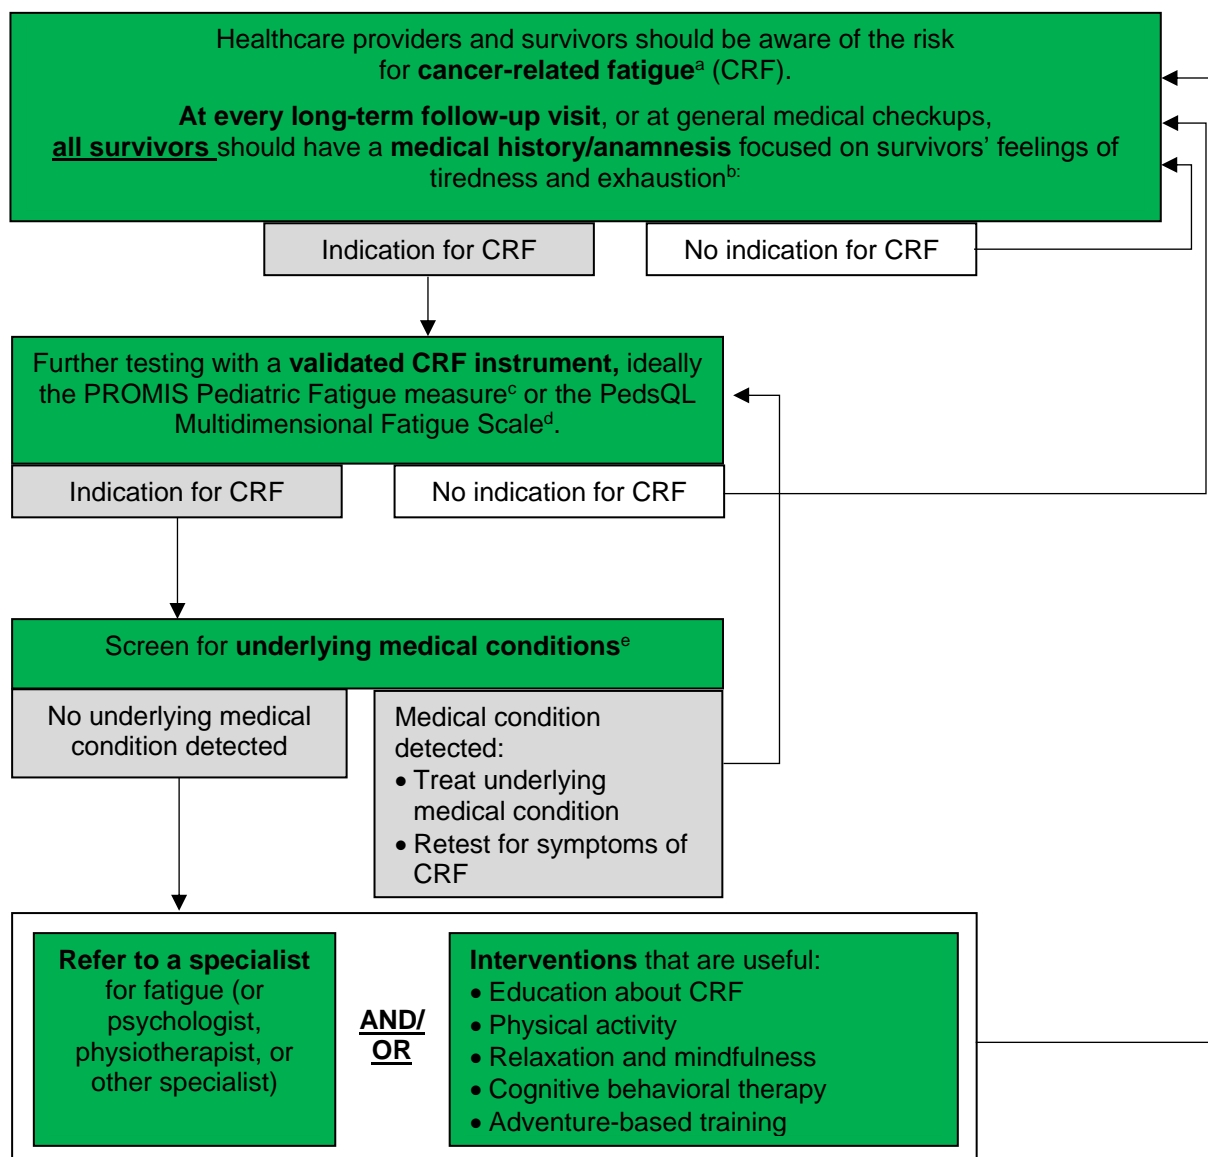 Healthcare providers and survivors should be aware of the risk
for cancer-related fatigueᵃ (CRF).
At every long-term follow-up visit, or at general medical checkups,
all survivors should have a medical history/anamnesis focused on survivors’ feelings of
tiredness and exhaustionᵇ:
Indication for CRF
No indication for CRF
Further testing with a validated CRF instrument, ideally
the PROMIS Pediatric Fatigue measureᶜ or the PedsQL
Multidimensional Fatigue Scaleᵈ.
Indication for CRF
No indication for CRF
Screen for underlying medical conditionsᵉ
No underlying medical
condition detected
Medical condition
detected:
• Treat underlying
medical condition
• Retest for symptoms of
CRF
Refer to a specialist
for fatigue (or
psychologist,
physiotherapist, or
other specialist)
AND/
OR
Interventions that are useful:
• Education about CRF
• Physical activity
• Relaxation and mindfulness
• Cognitive behavioral therapy
• Adventure-based training